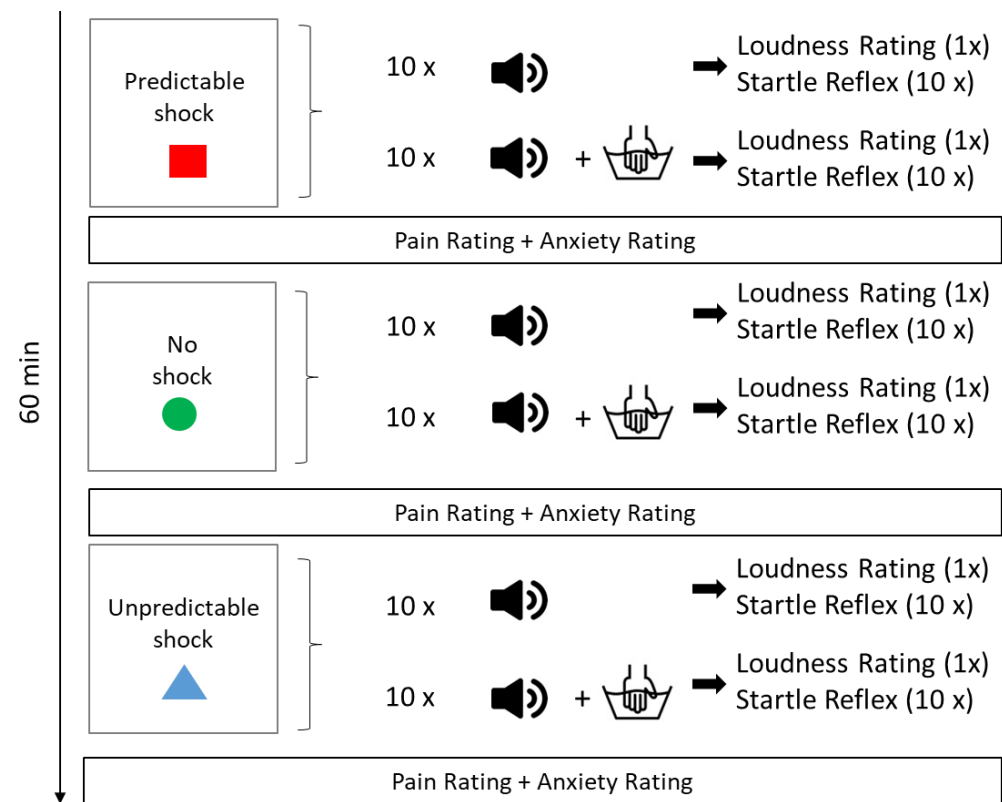 Predictable
shock
10 x
Loudness Rating (1x)
Startle Reflex (10 x)
10 x
+
Loudness Rating (1x)
Startle Reflex (10 x)
Pain Rating + Anxiety Rating
60 min
No
shock
10 x
Loudness Rating (1x)
Startle Reflex (10 x)
10 x
+
Loudness Rating (1x)
Startle Reflex (10 x)
Pain Rating + Anxiety Rating
Unpredictable
shock
10 x
Loudness Rating (1x)
Startle Reflex (10 x)
10 x
+
Loudness Rating (1x)
Startle Reflex (10 x)
Pain Rating + Anxiety Rating